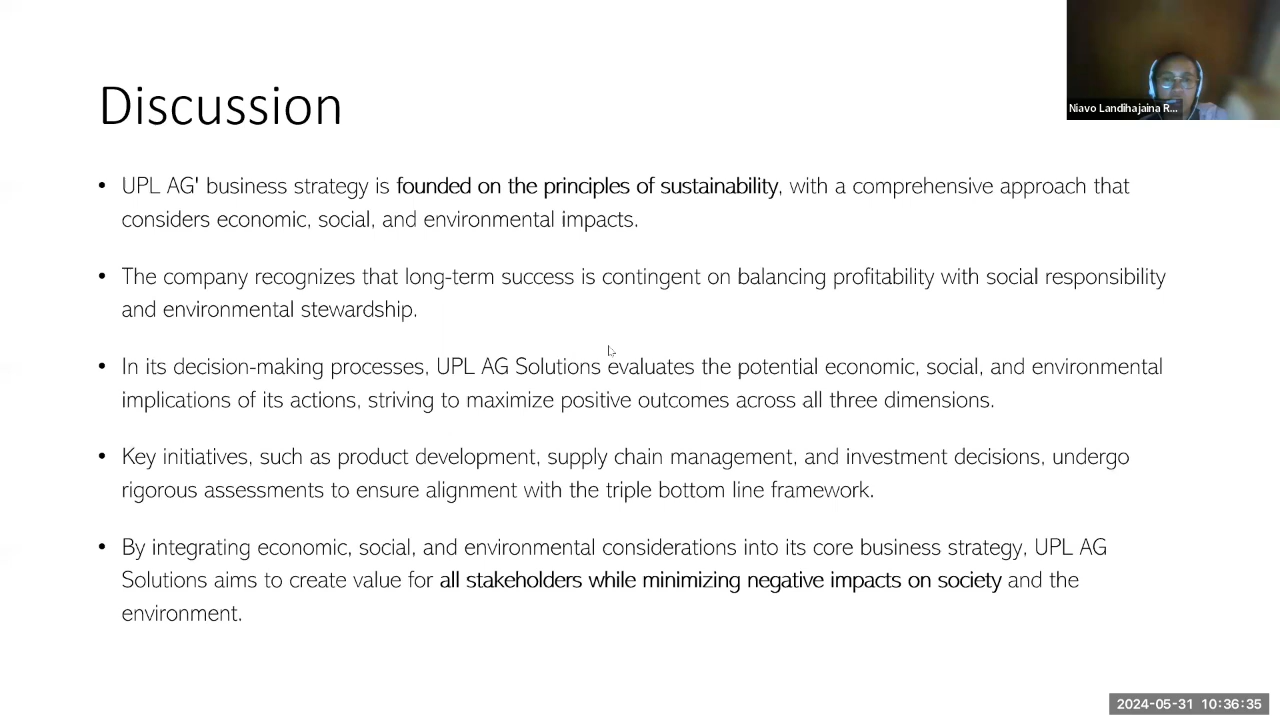 Discussion
Niavo Landihajaina R...
• UPL AG' business strategy is founded on the principles of sustainability, with a comprehensive approach that
considers economic, social, and environmental impacts.
• The company recognizes that long-term success is contingent on balancing profitability with social responsibility
and environmental stewardship.
• In its decision-making processes, UPL AG Solutions evaluates the potential economic, social, and environmental
implications of its actions, striving to maximize positive outcomes across all three dimensions.
• Key initiatives, such as product development, supply chain management, and investment decisions, undergo
rigorous assessments to ensure alignment with the triple bottom line framework.
• By integrating economic, social, and environmental considerations into its core business strategy, UPL AG
Solutions aims to create value for all stakeholders while minimizing negative impacts on society and the
environment.
2024-05-31 10:36:35